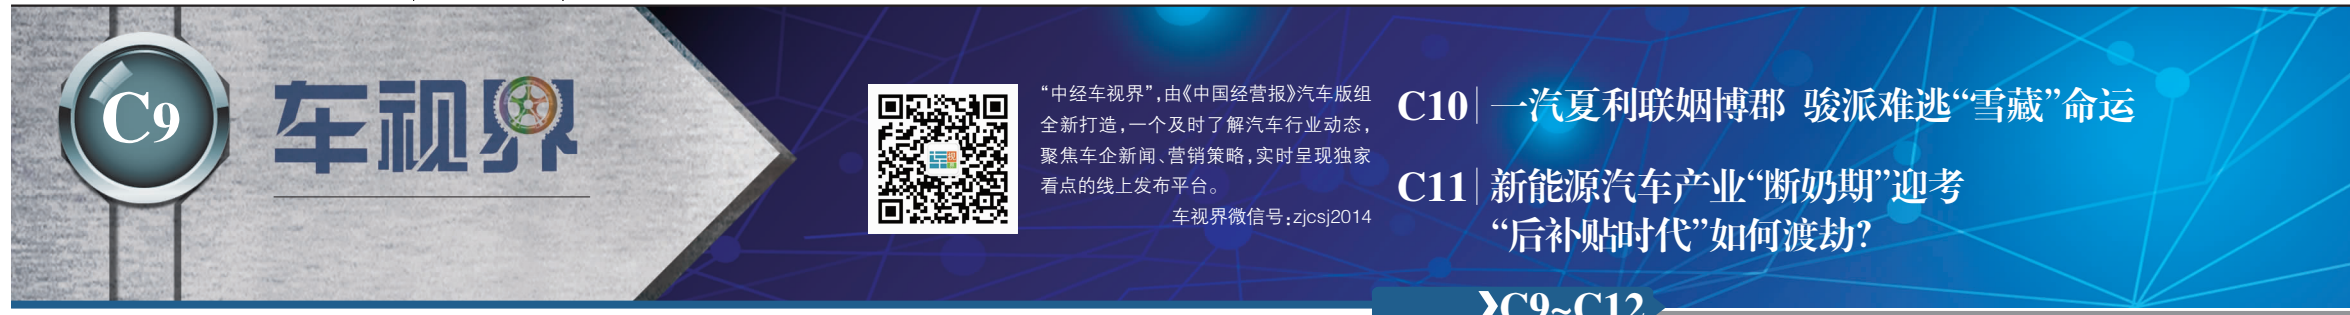 C9
车视界
“中经车视界”,由《中国经营报》汽车版组
全新打造,一个及时了解汽车行业动态,
聚焦车企新闻、营销策略,实时呈现独家
看点的线上发布平台。
车视界微信号:zjcsj2014
C10 一汽夏利联姻博郡 骏派难逃“雪藏”命运
C11 新能源汽车产业“断奶期”迎考
“后补贴时代”如何渡劫?
C9~C12